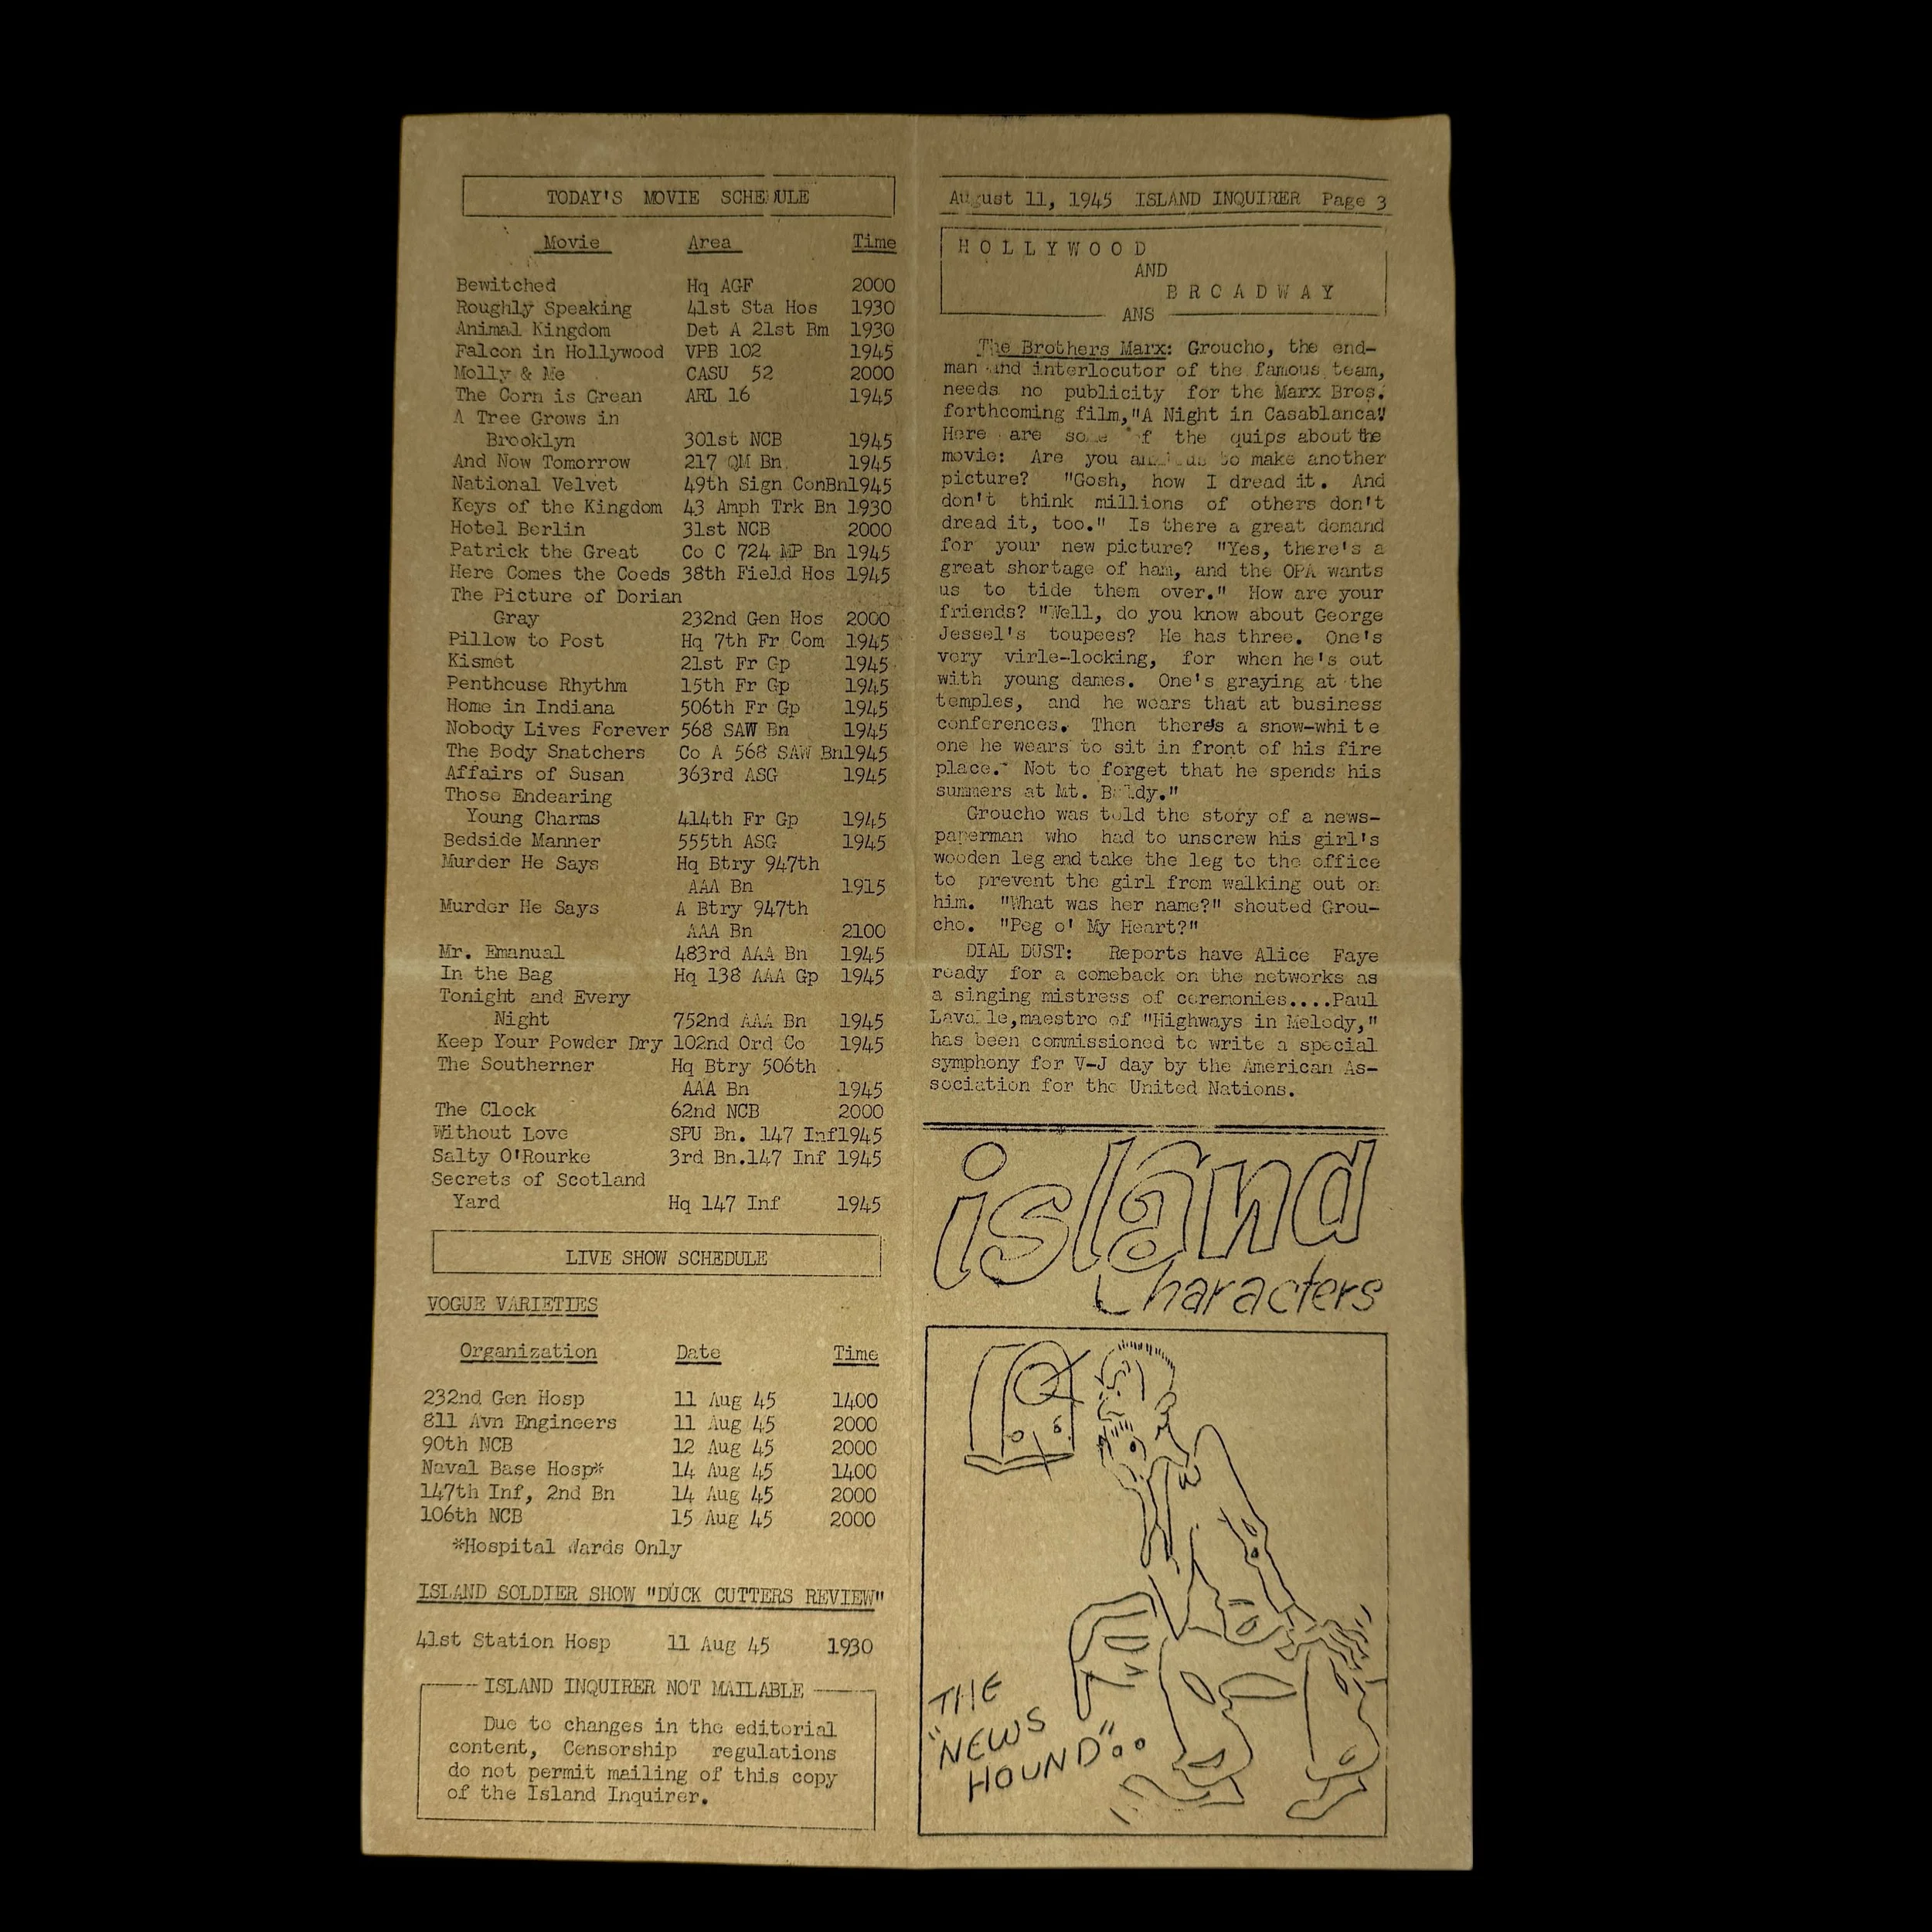 TODAY'S MOVIE SCHEDULE
Movie Area Time
Bewitched Hq AGF 2000
Roughly Speaking 41st Sta Hos 1930
Animal Kingdom Det A 21st Bm 1930
Falcon in Hollywood VPB 102 1945
Molly & Me CASU 52 2000
The Corn is Green ARL 16 1945
A Tree Grows in
Brooklyn 301st NCB 1945
And Now Tomorrow 217 QM Bn 1945
National Velvet 49th Sign ConBn1945
Keys of the Kingdom 43 Amph Trk Bn 1930
Hotel Berlin 31st NCB 2000
Patrick the Great Co C 724 MP Bn 1945
Here Comes the Coeds 38th Field Hos 1945
The Picture of Dorian
Gray 232nd Gen Hos 2000
Pillow to Post Hq 7th Fr Com 1945
Kismet 21st Fr Gp 1945
Penthouse Rhythm 15th Fr Gp 1945
Home in Indiana 506th Fr Gp 1945
Nobody Lives Forever 568 SAW Bn 1945
The Body Snatchers Co A 568 SAW Bn1945
Affairs of Susan 363rd ASG 1945
Those Endearing
Young Charms 414th Fr Gp 1945
Bedside Manner 555th ASG 1945
Murder He Says Hq Btry 947th
AAA Bn 1915
Murder He Says A Btry 947th
AAA Bn 2100
Mr. Emanual 483rd AAA Bn 1945
In the Bag Hq 138 AAA Gp 1945
Tonight and Every
Night 752nd AAA Bn 1945
Keep Your Powder Dry 102nd Ord Co 1945
The Southerner Hq Btry 506th
AAA Bn 1945
The Clock 62nd NCB 2000
Without Love SPU Bn. 147 Inf1945
Salty O'Rourke 3rd Bn.147 Inf 1945
Secrets of Scotland
Yard Hq 147 Inf 1945
LIVE SHOW SCHEDULE
VOGUE VARIETIES
Organization Date Time
232nd Gen Hosp 11 Aug 45 1400
811 Avn Engineers 11 Aug 45 2000
90th NCB 12 Aug 45 2000
Naval Base Hosp* 14 Aug 45 1400
147th Inf, 2nd Bn 14 Aug 45 2000
106th NCB 15 Aug 45 2000
*Hospital Wards Only
ISLAND SOLDIER SHOW "DUCK CUTTERS REVIEW"
41st Station Hosp 11 Aug 45 1930
ISLAND INQUIRER NOT MAILABLE
Due to changes in the editorial
content, Censorship regulations
do not permit mailing of this copy
of the Island Inquirer.
August 11, 1945 ISLAND INQUIRER Page 3
HOLLYWOOD
AND
BROADWAY
ANS
The Brothers Marx: Groucho, the end-
man and interlocutor of the famous team,
needs no publicity for the Marx Bros.
forthcoming film,"A Night in Casablanca"
Here are some of the quips about the
movie: Are you anxious to make another
picture? "Gosh, how I dread it. And
don't think millions of others don't
dread it, too." Is there a great demand
for your new picture? "Yes, there's a
great shortage of ham, and the OPA wants
us to tide them over." How are your
friends? "Well, do you know about George
Jessel's toupees? He has three. One's
very virle-looking, for when he's out
with young dames. One's graying at the
temples, and he wears that at business
conferences. Then there's a snow-white
one he wears to sit in front of his fire
place. Not to forget that he spends his
summers at Mt. Baldy."
Groucho was told the story of a news-
paperman who had to unscrew his girl's
wooden leg and take the leg to the office
to prevent the girl from walking out on
him. "What was her name?" shouted Grou-
cho. "Peg o' My Heart?"
DIAL DUST: Reports have Alice Faye
ready for a comeback on the networks as
a singing mistress of ceremonies....Paul
Lavalle,maestro of "Highways in Melody,"
has been commissioned to write a special
symphony for V-J day by the American As-
sociation for the United Nations.
island
Characters
THE
"NEWS
HOUND"..